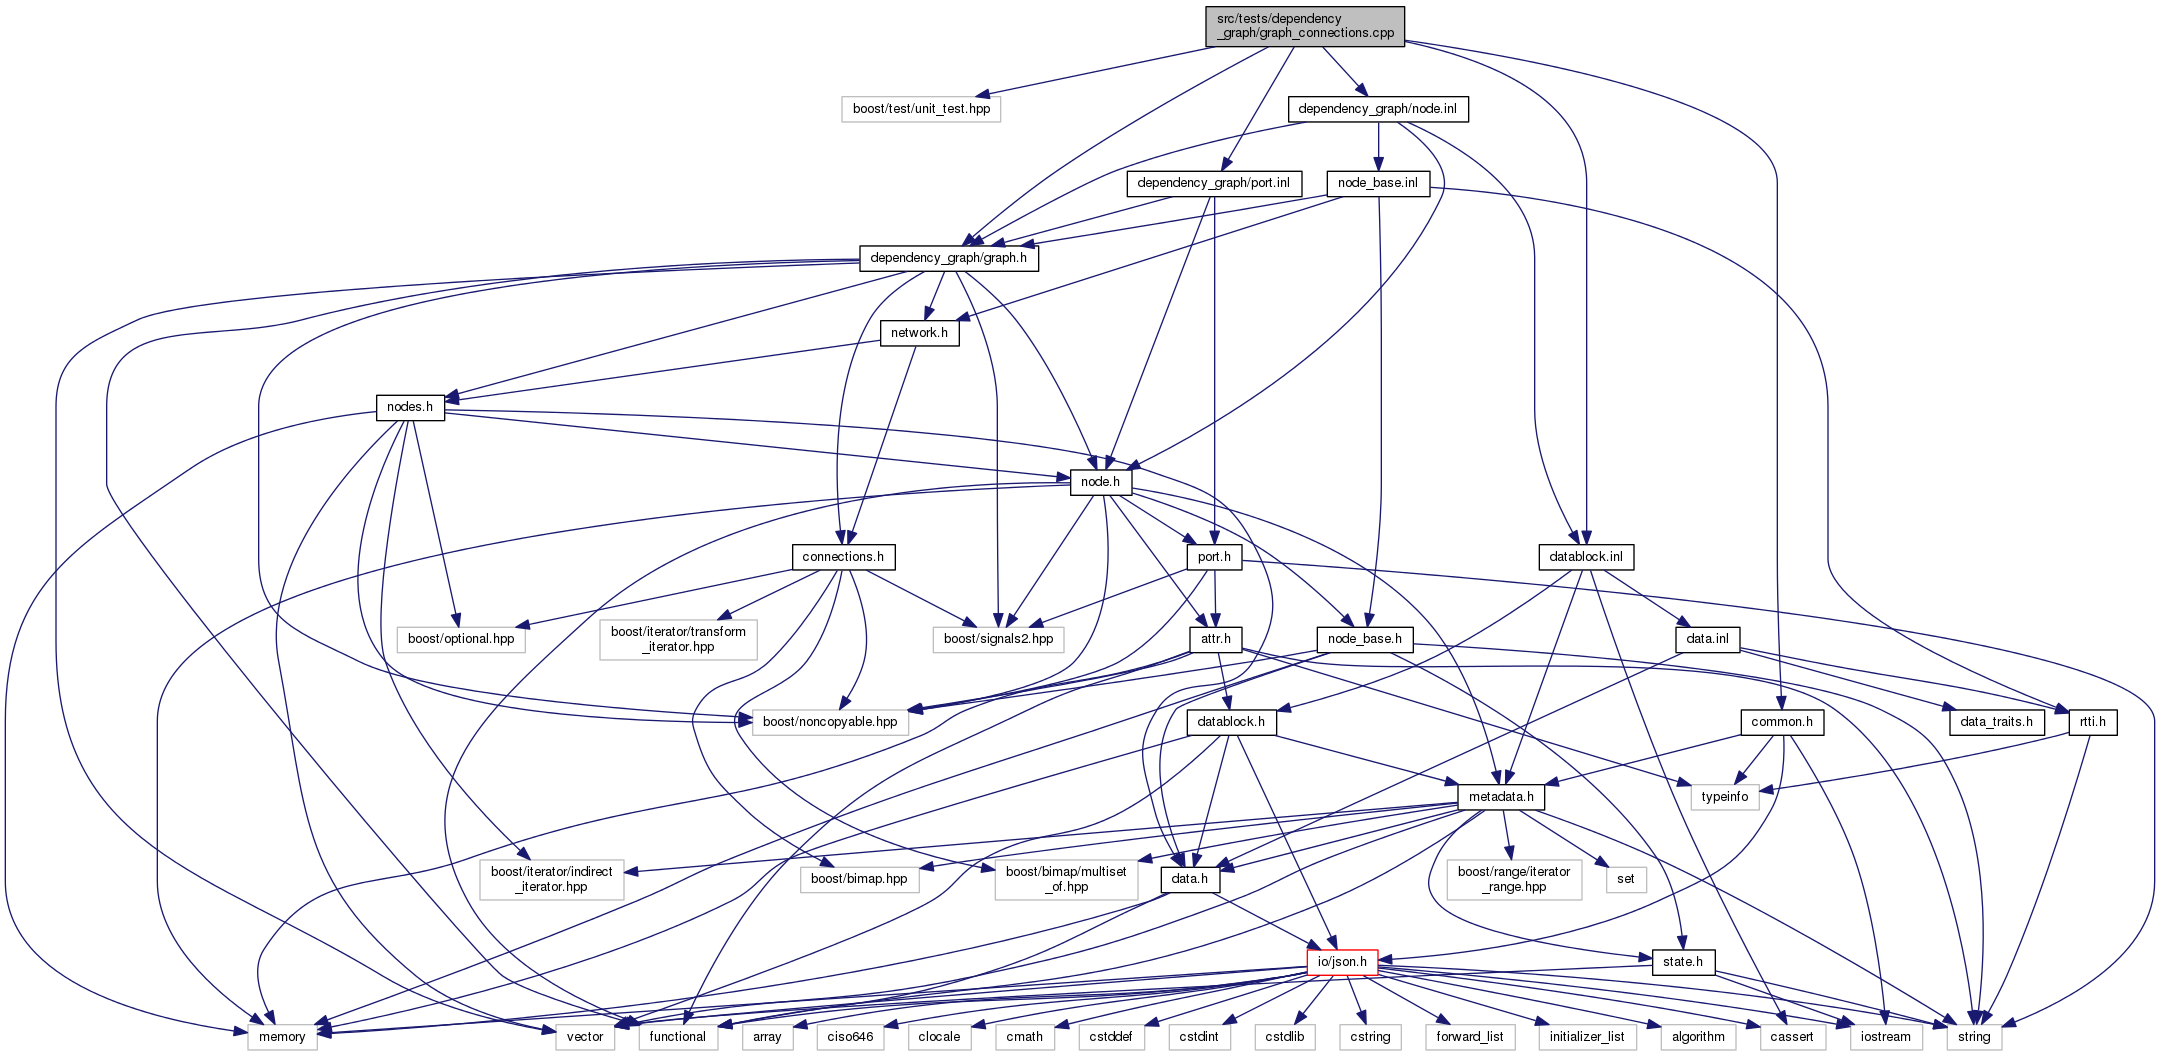 src/tests/dependency
_graph/graph_connections.cpp
boost/test/unit_test.hpp
dependency_graph/node.inl
dependency_graph/port.inl
node_base.inl
dependency_graph/graph.h
network.h
nodes.h
node.h
connections.h
port.h
datablock.inl
boost/optional.hpp
boost/iterator/transform
_iterator.hpp
boost/signals2.hpp
attr.h
node_base.h
data.inl
boost/noncopyable.hpp
datablock.h
common.h
data_traits.h
rtti.h
metadata.h
typeinfo
boost/iterator/indirect
_iterator.hpp
boost/bimap.hpp
boost/bimap/multiset
_of.hpp
data.h
boost/range/iterator
_range.hpp
set
io/json.h
state.h
memory
vector
functional
array
ciso646
clocale
cmath
cstddef
cstdint
cstdlib
cstring
forward_list
initializer_list
algorithm
cassert
iostream
string